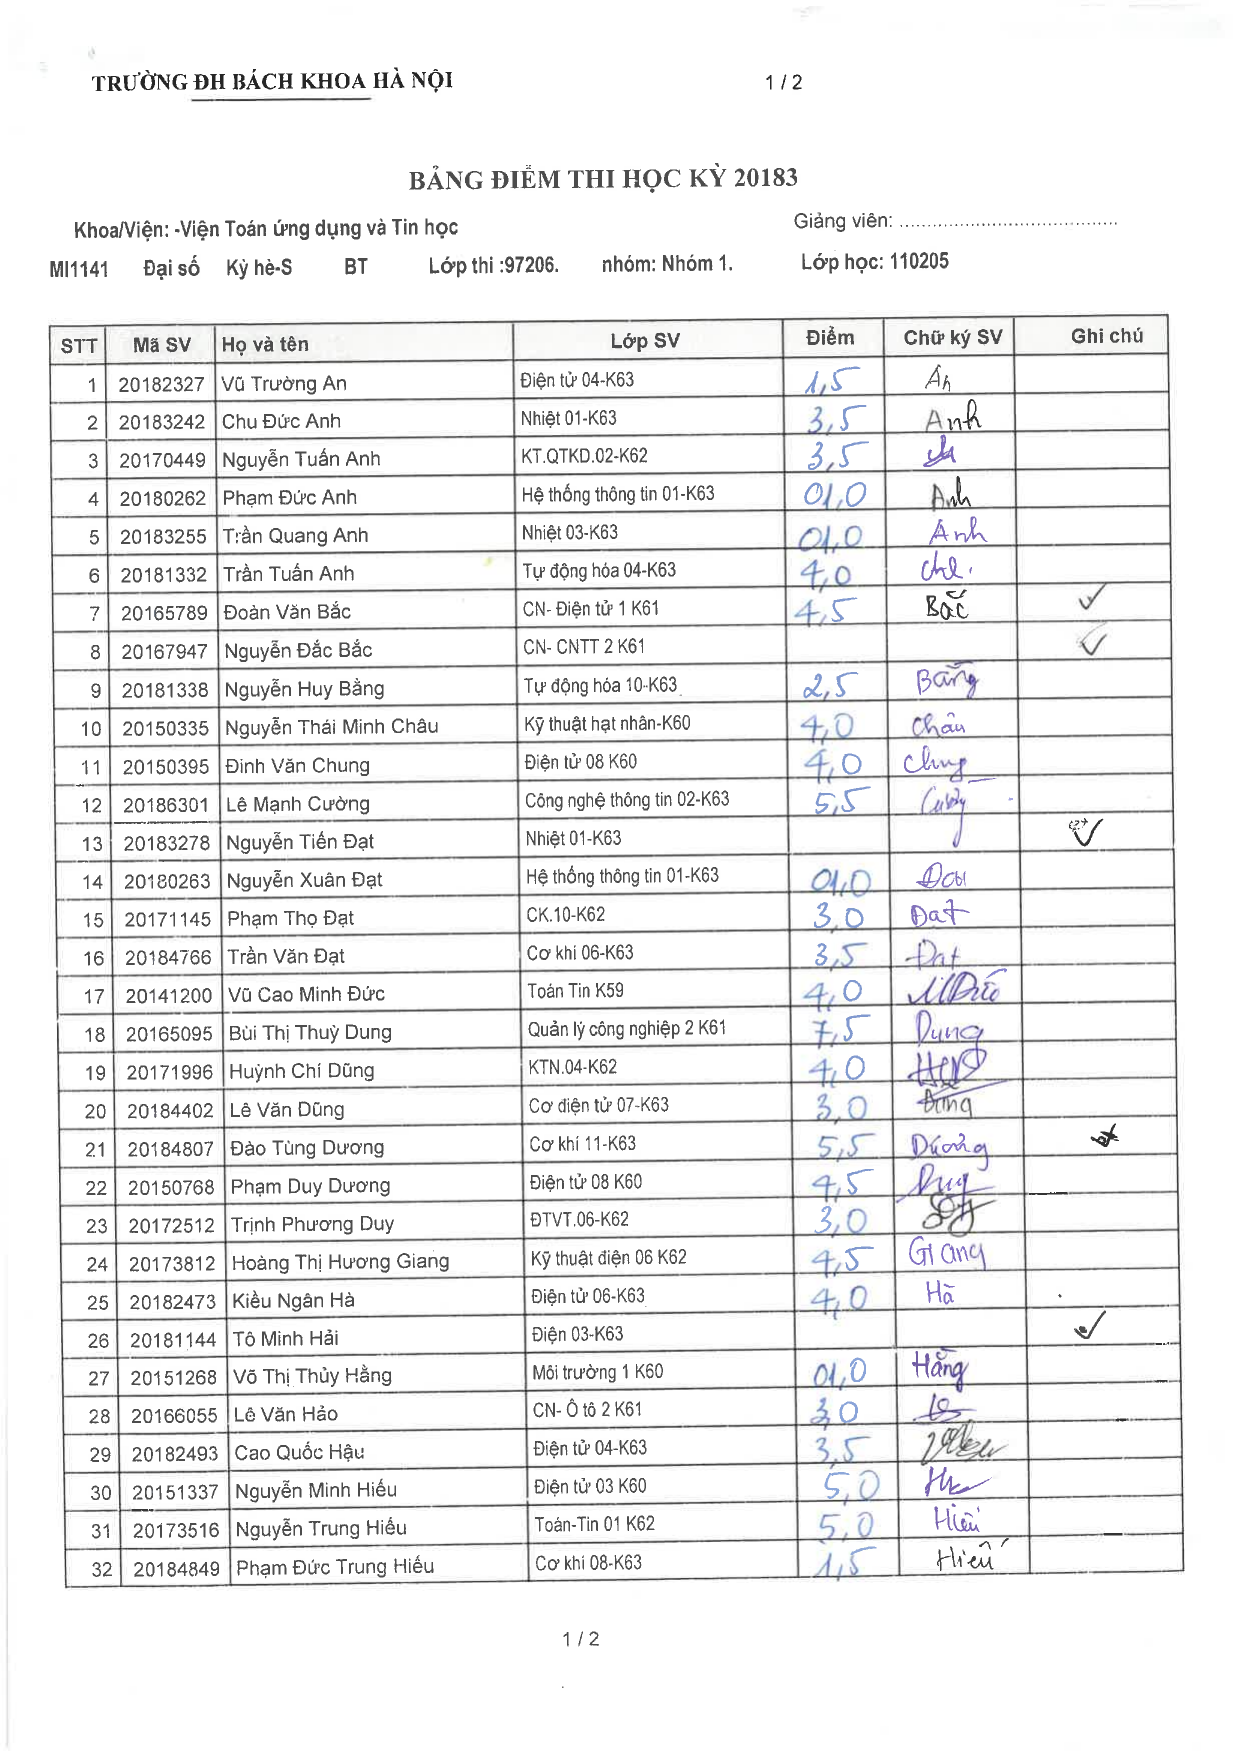 TRƯỜNG ĐH BÁCH KHOA HÀ NỘI 1 / 2
BẢNG ĐIỂM THI HỌC KỲ 20183
Khoa/Viện: -Viện Toán ứng dụng và Tin học Giảng viên: ......................................
MI1141 Đại số Kỳ hè-S BT Lớp thi :97206. nhóm: Nhóm 1. Lớp học: 110205
STT Mã SV Họ và tên Lớp SV Điểm Chữ ký SV Ghi chú
1 20182327 Vũ Trường An Điện tử 04-K63 1,5 An
2 20183242 Chu Đức Anh Nhiệt 01-K63 3,5 Anh
3 20170449 Nguyễn Tuấn Anh KT.QTKD.02-K62 3,5
4 20180262 Phạm Đức Anh Hệ thống thông tin 01-K63 01,0 Anh
5 20183255 Trần Quang Anh Nhiệt 03-K63 01,0 Anh
6 20181332 Trần Tuấn Anh Tự động hóa 04-K63 4,0
7 20165789 Đoàn Văn Bắc CN- Điện tử 1 K61 4,5 Bắc
8 20167947 Nguyễn Đắc Bắc CN- CNTT 2 K61
9 20181338 Nguyễn Huy Bằng Tự động hóa 10-K63 2,5 Bằng
10 20150335 Nguyễn Thái Minh Châu Kỹ thuật hạt nhân-K60 4,0 Châu
11 20150395 Đinh Văn Chung Điện tử 08 K60 4,0 Chung
12 20186301 Lê Mạnh Cường Công nghệ thông tin 02-K63 5,5 Cường
13 20183278 Nguyễn Tiến Đạt Nhiệt 01-K63
14 20180263 Nguyễn Xuân Đạt Hệ thống thông tin 01-K63 01,0 Đạt
15 20171145 Phạm Thọ Đạt CK.10-K62 3,0 Đạt
16 20184766 Trần Văn Đạt Cơ khí 06-K63 3,5 Đạt
17 20141200 Vũ Cao Minh Đức Toán Tin K59 4,0 MĐức
18 20165095 Bùi Thị Thuỳ Dung Quản lý công nghiệp 2 K61 7,5 Dung
19 20171996 Huỳnh Chí Dũng KTN.04-K62 4,0
20 20184402 Lê Văn Dũng Cơ điện tử 07-K63 3,0 Dũng
21 20184807 Đào Tùng Dương Cơ khí 11-K63 5,5 Dương
22 20150768 Phạm Duy Dương Điện tử 08 K60 4,5
23 20172512 Trịnh Phương Duy ĐTVT.06-K62 3,0
24 20173812 Hoàng Thị Hương Giang Kỹ thuật điện 06 K62 4,5 Giang
25 20182473 Kiều Ngân Hà Điện tử 06-K63 4,0 Hà
26 20181144 Tô Minh Hải Điện 03-K63
27 20151268 Võ Thị Thủy Hằng Môi trường 1 K60 01,0 Hằng
28 20166055 Lê Văn Hảo CN- Ô tô 2 K61 3,0
29 20182493 Cao Quốc Hậu Điện tử 04-K63 3,5
30 20151337 Nguyễn Minh Hiếu Điện tử 03 K60 5,0
31 20173516 Nguyễn Trung Hiếu Toán-Tin 01 K62 5,0 Hiếu
32 20184849 Phạm Đức Trung Hiếu Cơ khí 08-K63 1,5 Hiếu
1 / 2